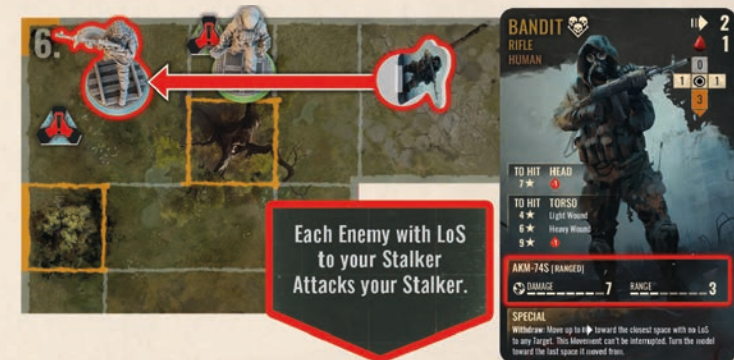 6.
Each Enemy with LoS
to your Stalker
Attacks your Stalker.
BANDIT
RIFLE
HUMAN
2
1
0
1 1
3
TO HIT HEAD
7★
TO HIT TORSO
4★ Light Wound
6★ Heavy Wound
9★
AKM-74S [RANGED]
DAMAGE 7 RANGE 3
SPECIAL
Withdraw: Move up to toward the closest space with no LoS
to any Target. This Movement can't be interrupted. Turn the model
toward the last space it moved from.